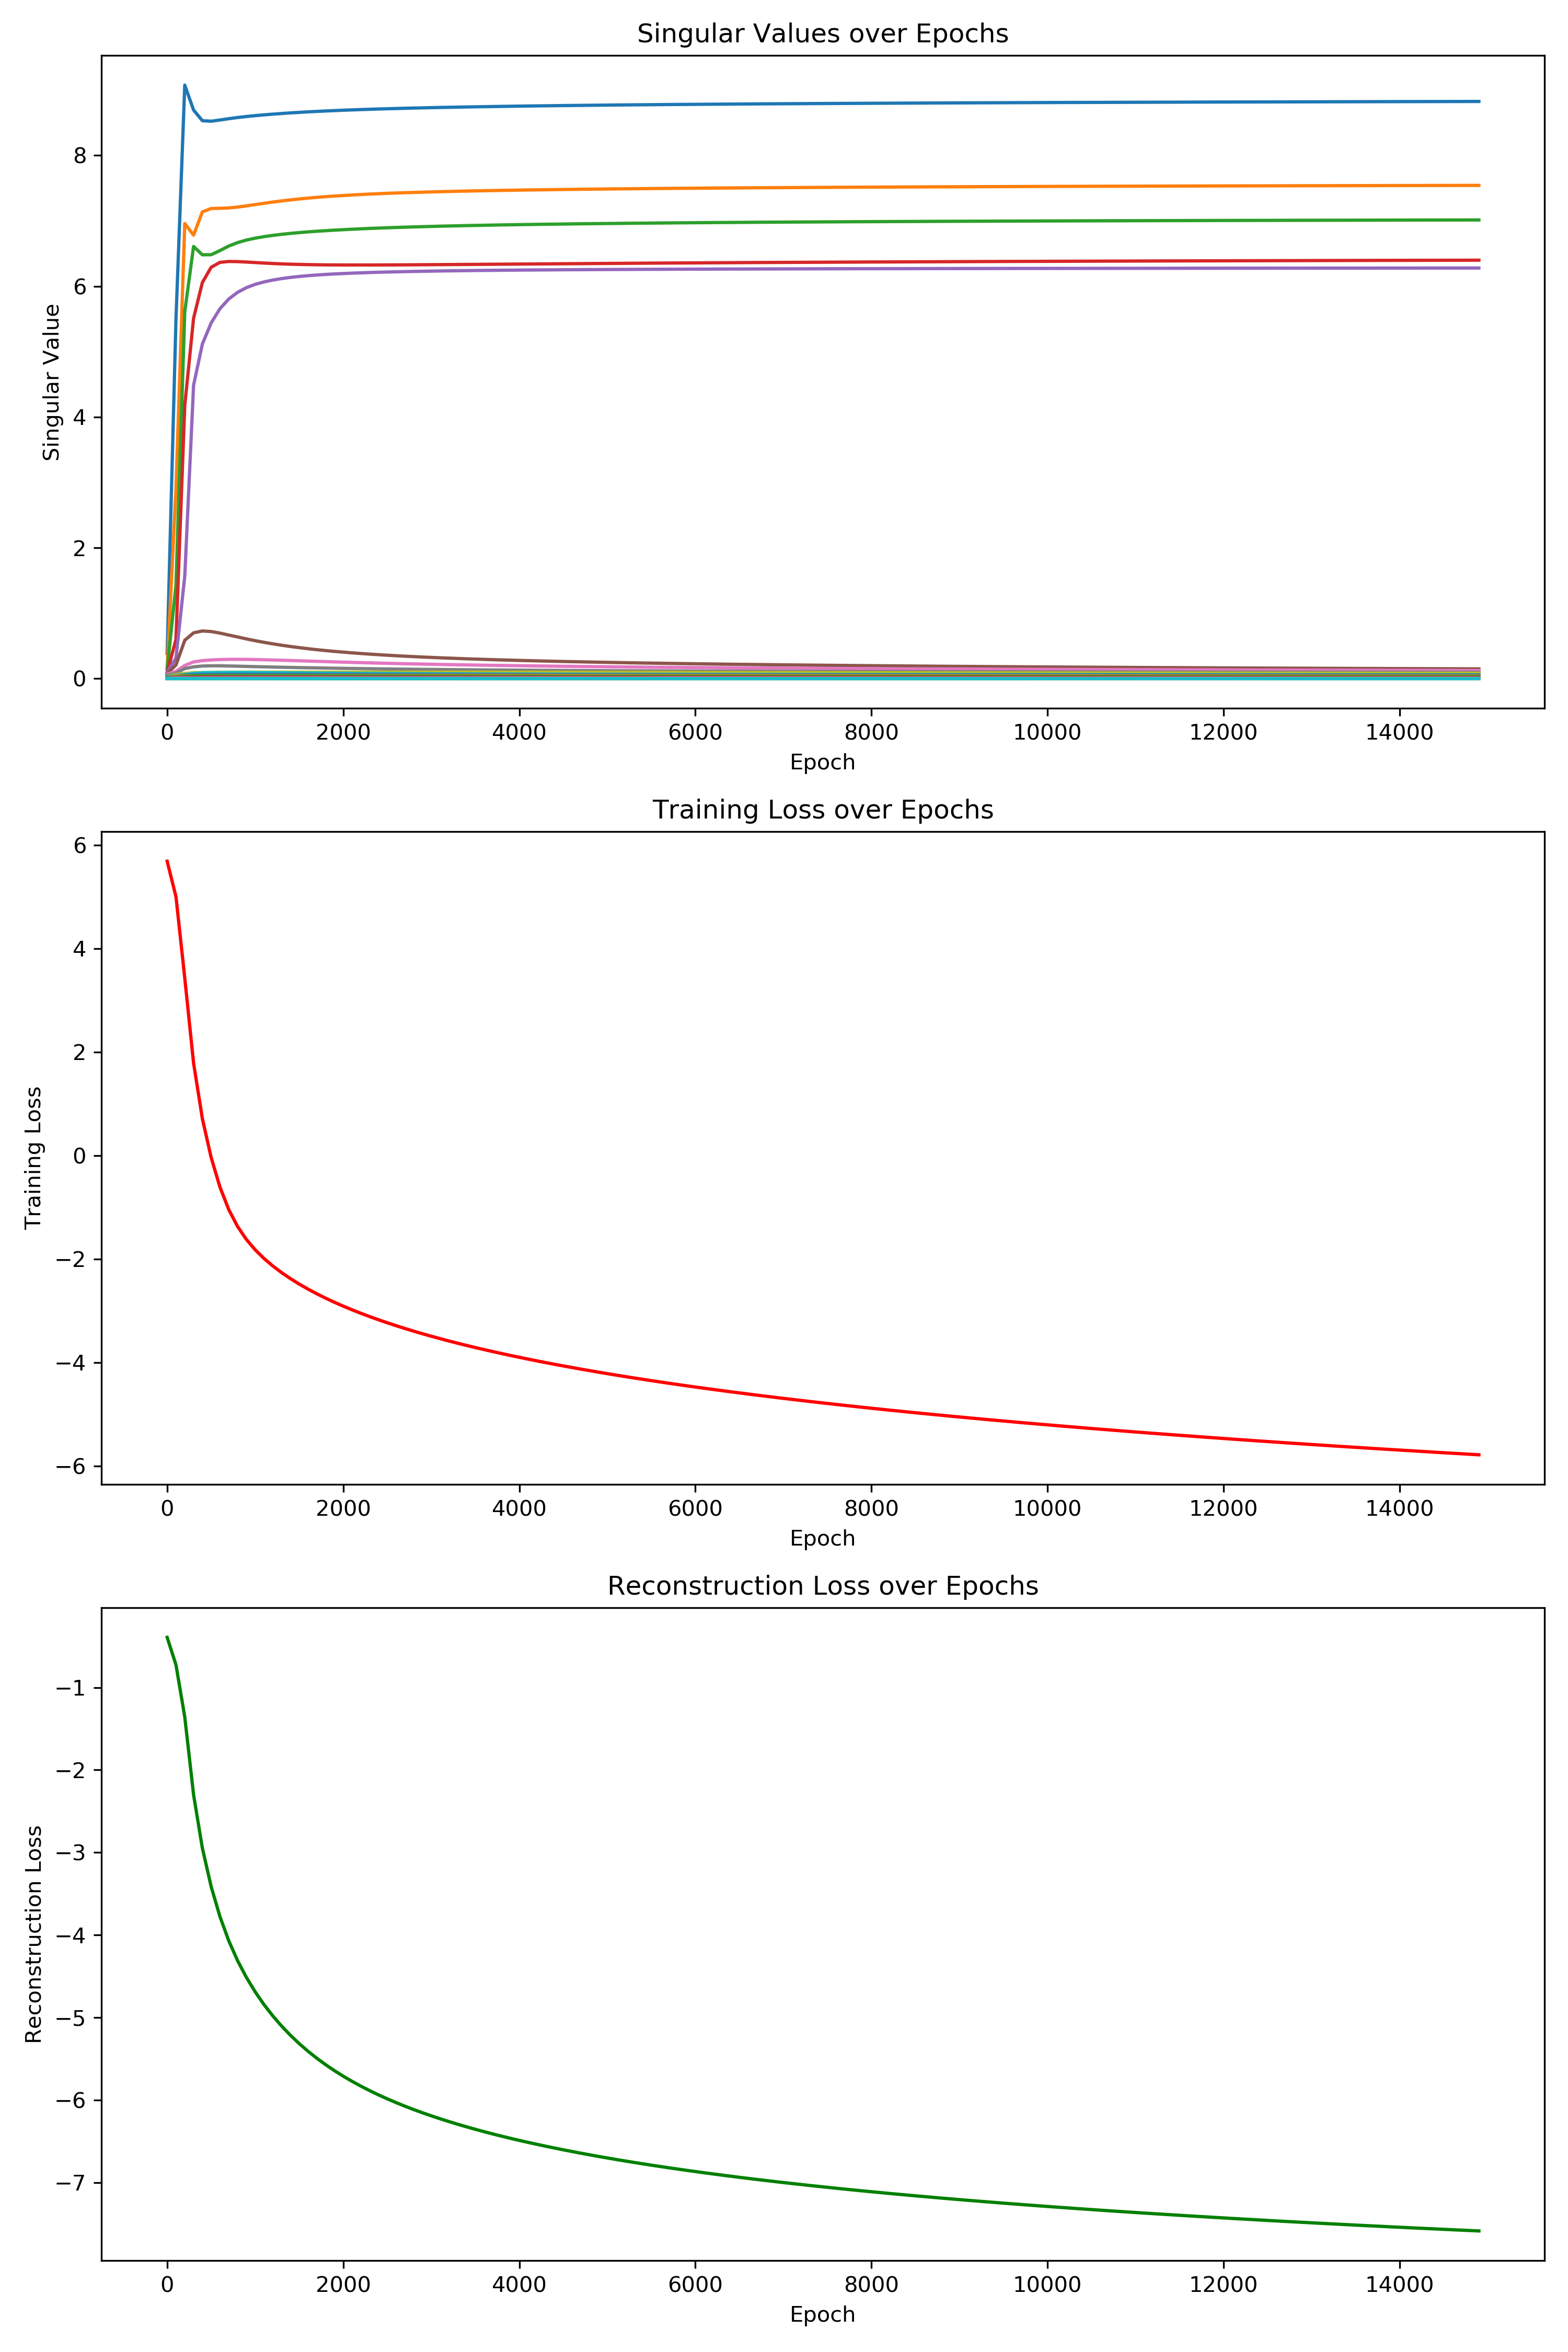 Singular Values over Epochs
Singular Value
8
6
4
2
0
0 2000 4000 6000 8000 10000 12000 14000
Epoch
Training Loss over Epochs
Training Loss
6
4
2
0
−2
−4
−6
0 2000 4000 6000 8000 10000 12000 14000
Epoch
Reconstruction Loss over Epochs
Reconstruction Loss
−1
−2
−3
−4
−5
−6
−7
0 2000 4000 6000 8000 10000 12000 14000
Epoch